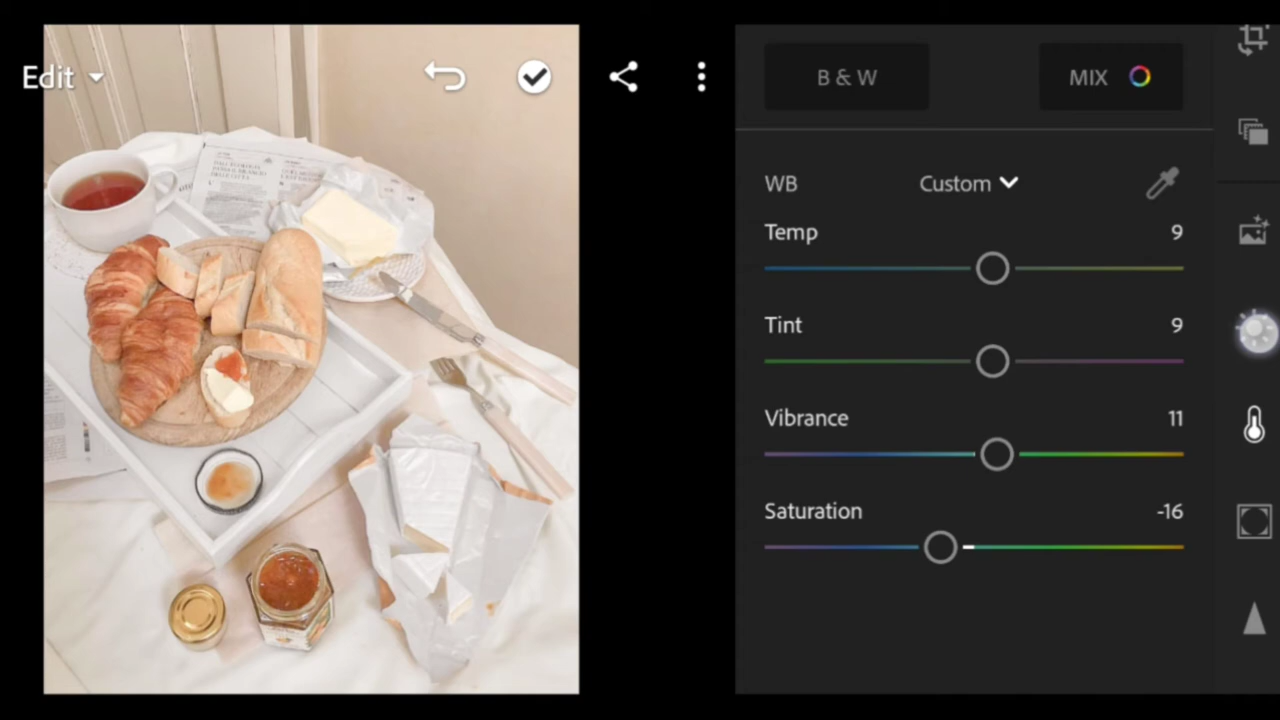 Edit
B & W
MIX
WB
Custom
Temp
9
Tint
9
Vibrance
11
Saturation
-16